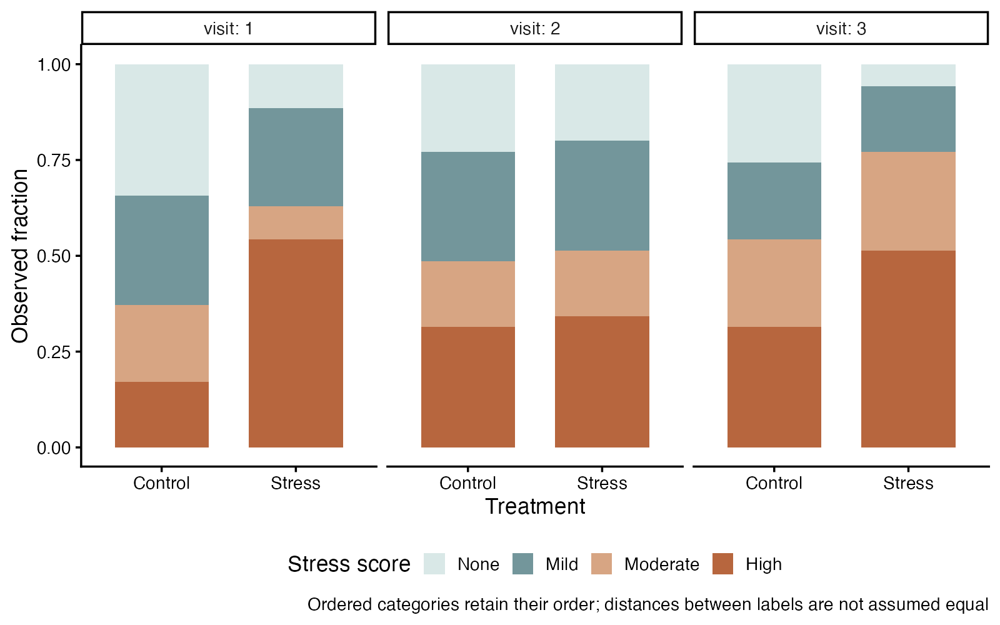 visit: 1
visit: 2
visit: 3
Observed fraction
1.00
0.75
0.50
0.25
0.00
Control
Stress
Control
Stress
Control
Stress
Treatment
Stress score
None
Mild
Moderate
High
Ordered categories retain their order; distances between labels are not assumed equal